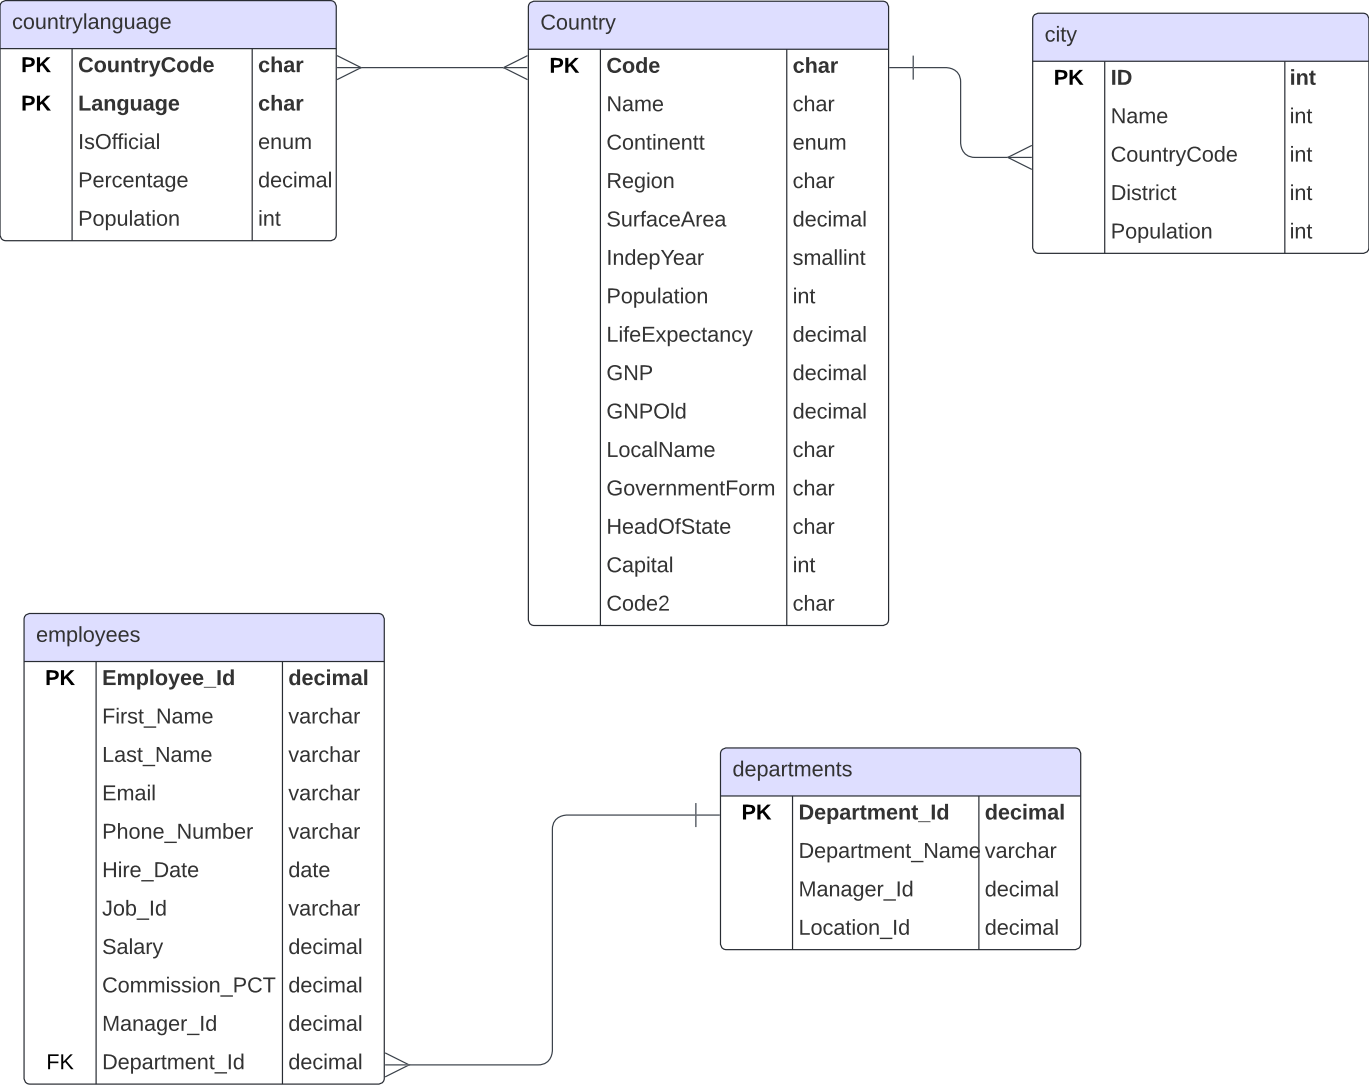 countrylanguage
PK CountryCode char
PK Language char
IsOfficial enum
Percentage decimal
Population int
Country
PK Code char
Name char
Continentt enum
Region char
SurfaceArea decimal
IndepYear smallint
Population int
LifeExpectancy decimal
GNP decimal
GNPOld decimal
LocalName char
GovernmentForm char
HeadOfState char
Capital int
Code2 char
city
PK ID int
Name int
CountryCode int
District int
Population int
employees
PK Employee_Id decimal
First_Name varchar
Last_Name varchar
Email varchar
Phone_Number varchar
Hire_Date date
Job_Id varchar
Salary decimal
Commission_PCT decimal
Manager_Id decimal
FK Department_Id decimal
departments
PK Department_Id decimal
Department_Name varchar
Manager_Id decimal
Location_Id decimal